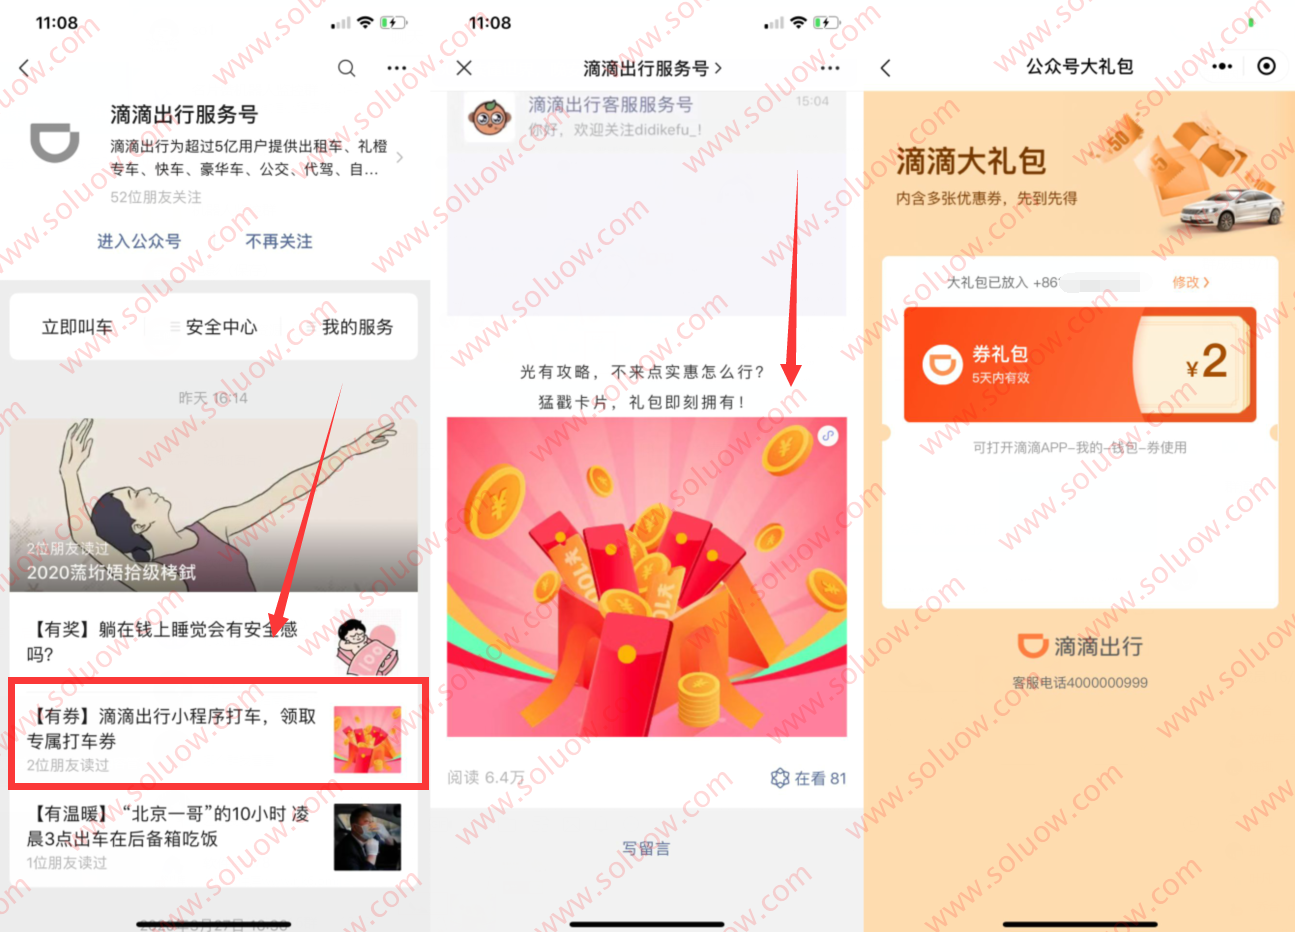 11:08
滴滴出行服务号
滴滴出行为超过5亿用户提供出租车、礼橙
专车、快车、豪华车、公交、代驾、自...
52位朋友关注
进入公众号
不再关注
立即叫车
安全中心
我的服务
昨天 16:14
2位朋友读过
2020蓅垳娪拾级栲鉽
【有奖】躺在钱上睡觉会有安全感
吗?
【有券】滴滴出行小程序打车，领取
专属打车券
2位朋友读过
【有温暖】“北京一哥”的10小时 凌
晨3点出车在后备箱吃饭
1位朋友读过
11:08
滴滴出行服务号
滴滴出行客服服务号
15:04
你好，欢迎关注didikefu_!
光有攻略，不来点实惠怎么行?
猛戳卡片，礼包即刻拥有!
阅读 6.4万
在看 81
写留言
公众号大礼包
滴滴大礼包
内含多张优惠券，先到先得
50
5
大礼包已放入 +86
修改
券礼包
5天内有效
¥2
可打开滴滴APP-我的-钱包-券使用
滴滴出行
客服电话4000000999
www.soluow.com